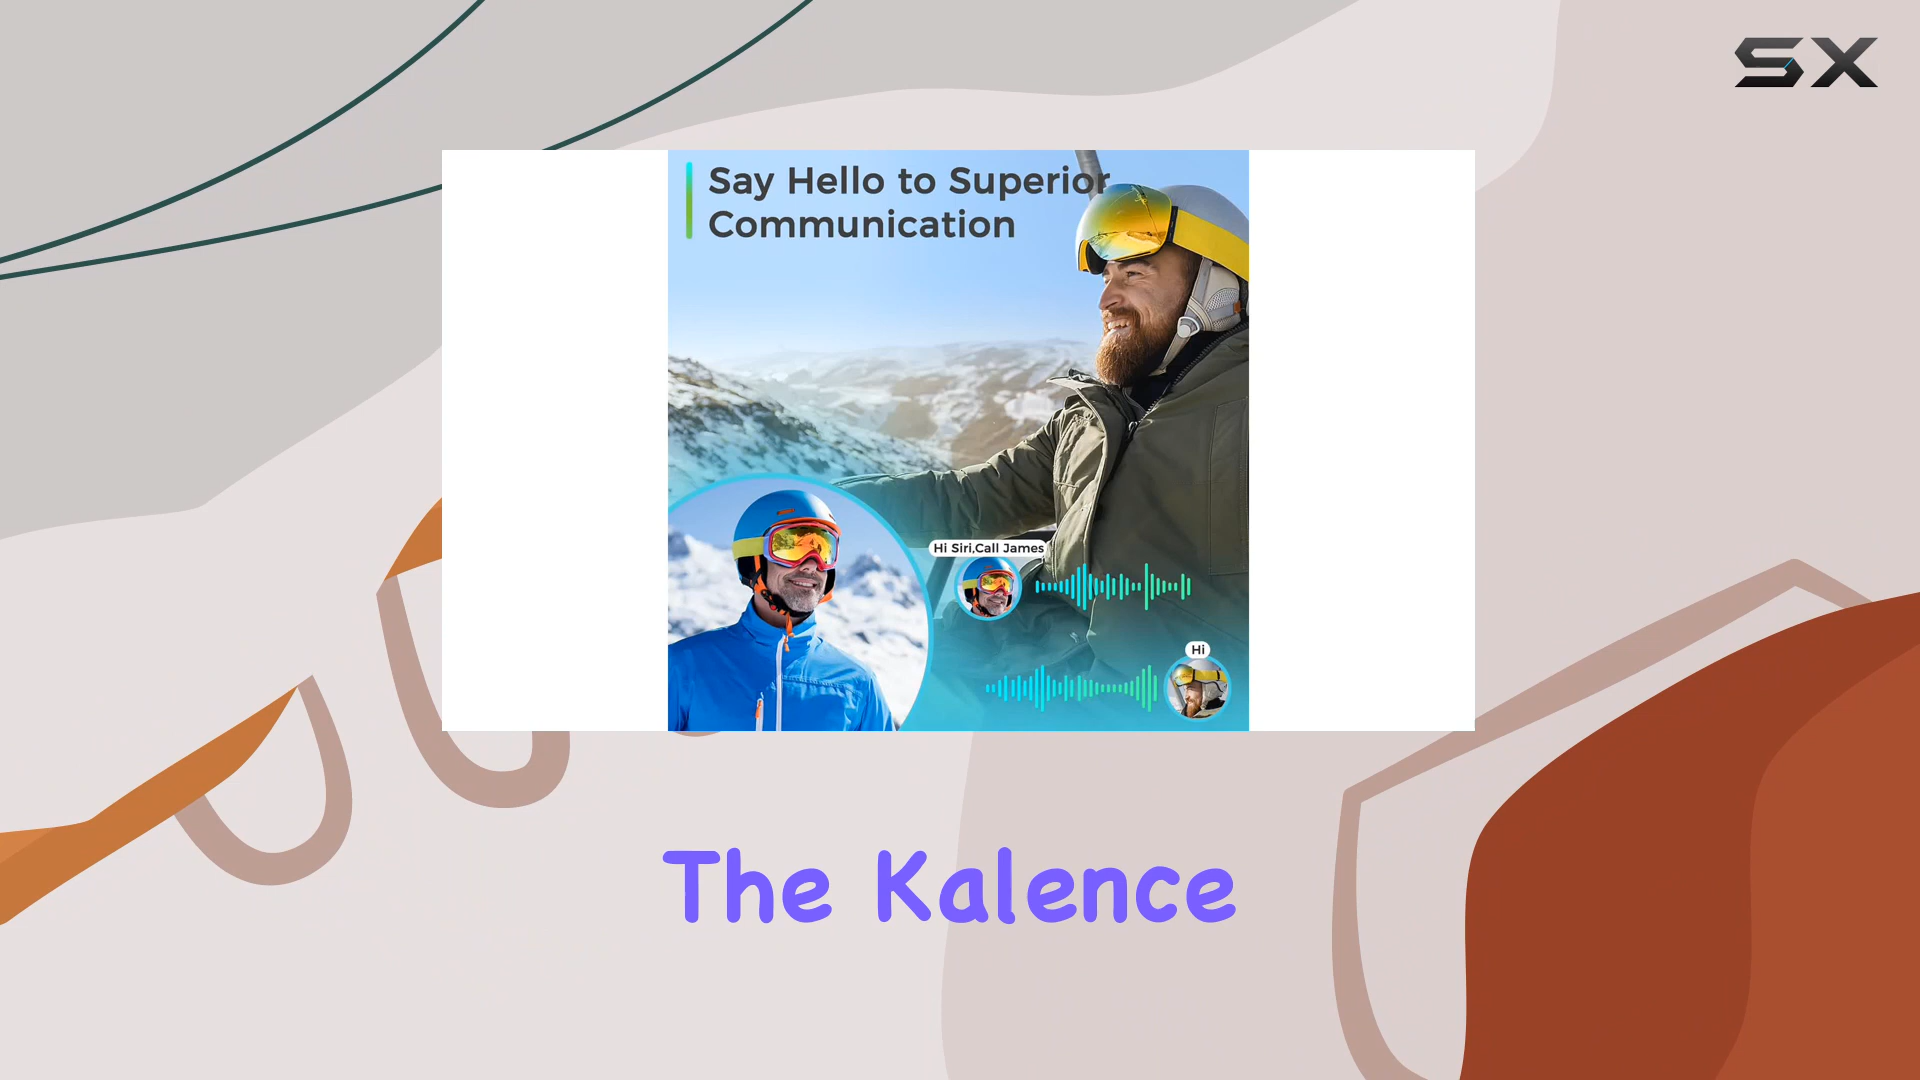 SX
Say Hello to Superior
Communication
Hi Siri,Call James
Hi
The Kalence